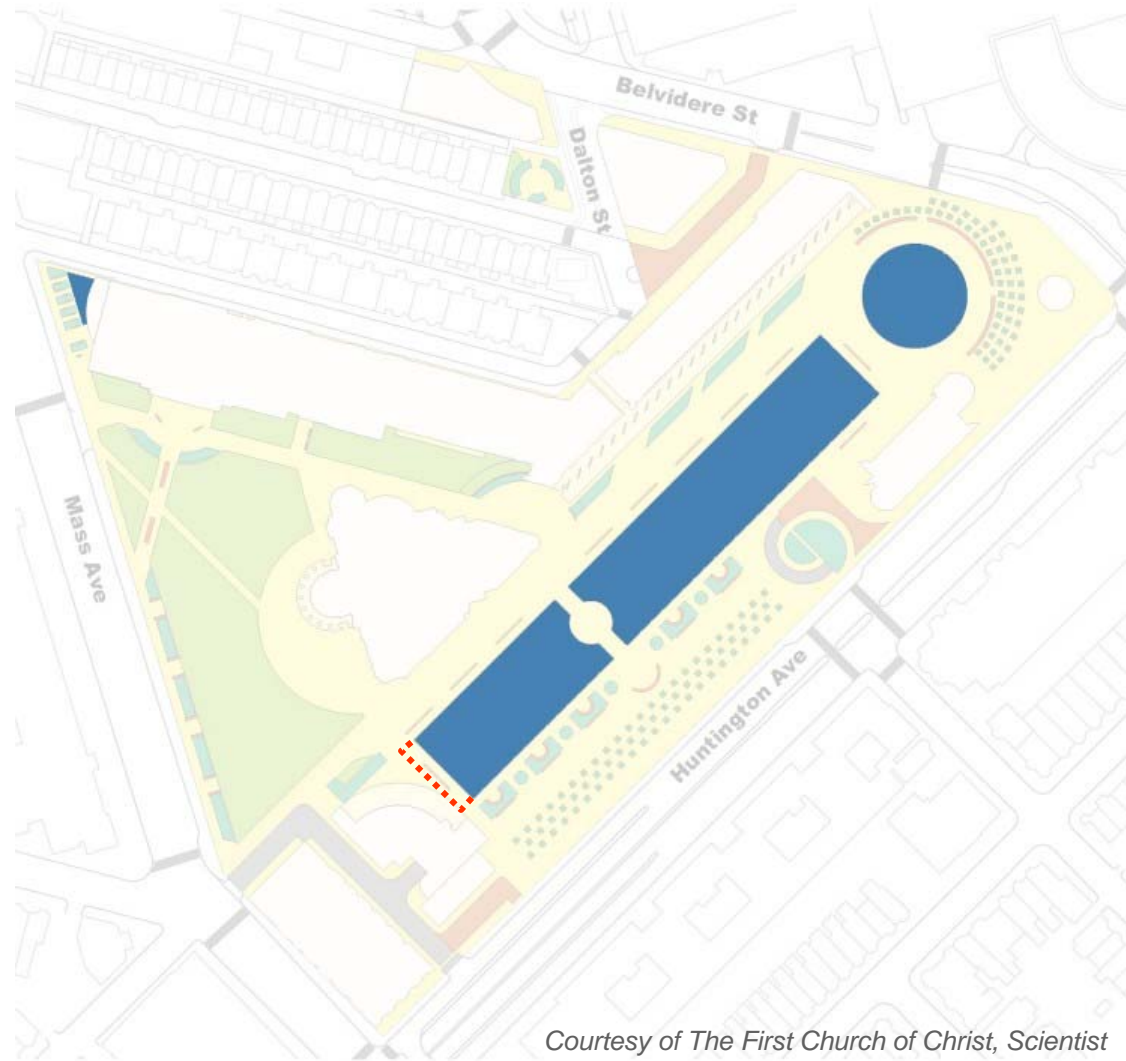 Belvidere St
Dalton St
Mass Ave
Huntington Ave
Courtesy of The First Church of Christ, Scientist